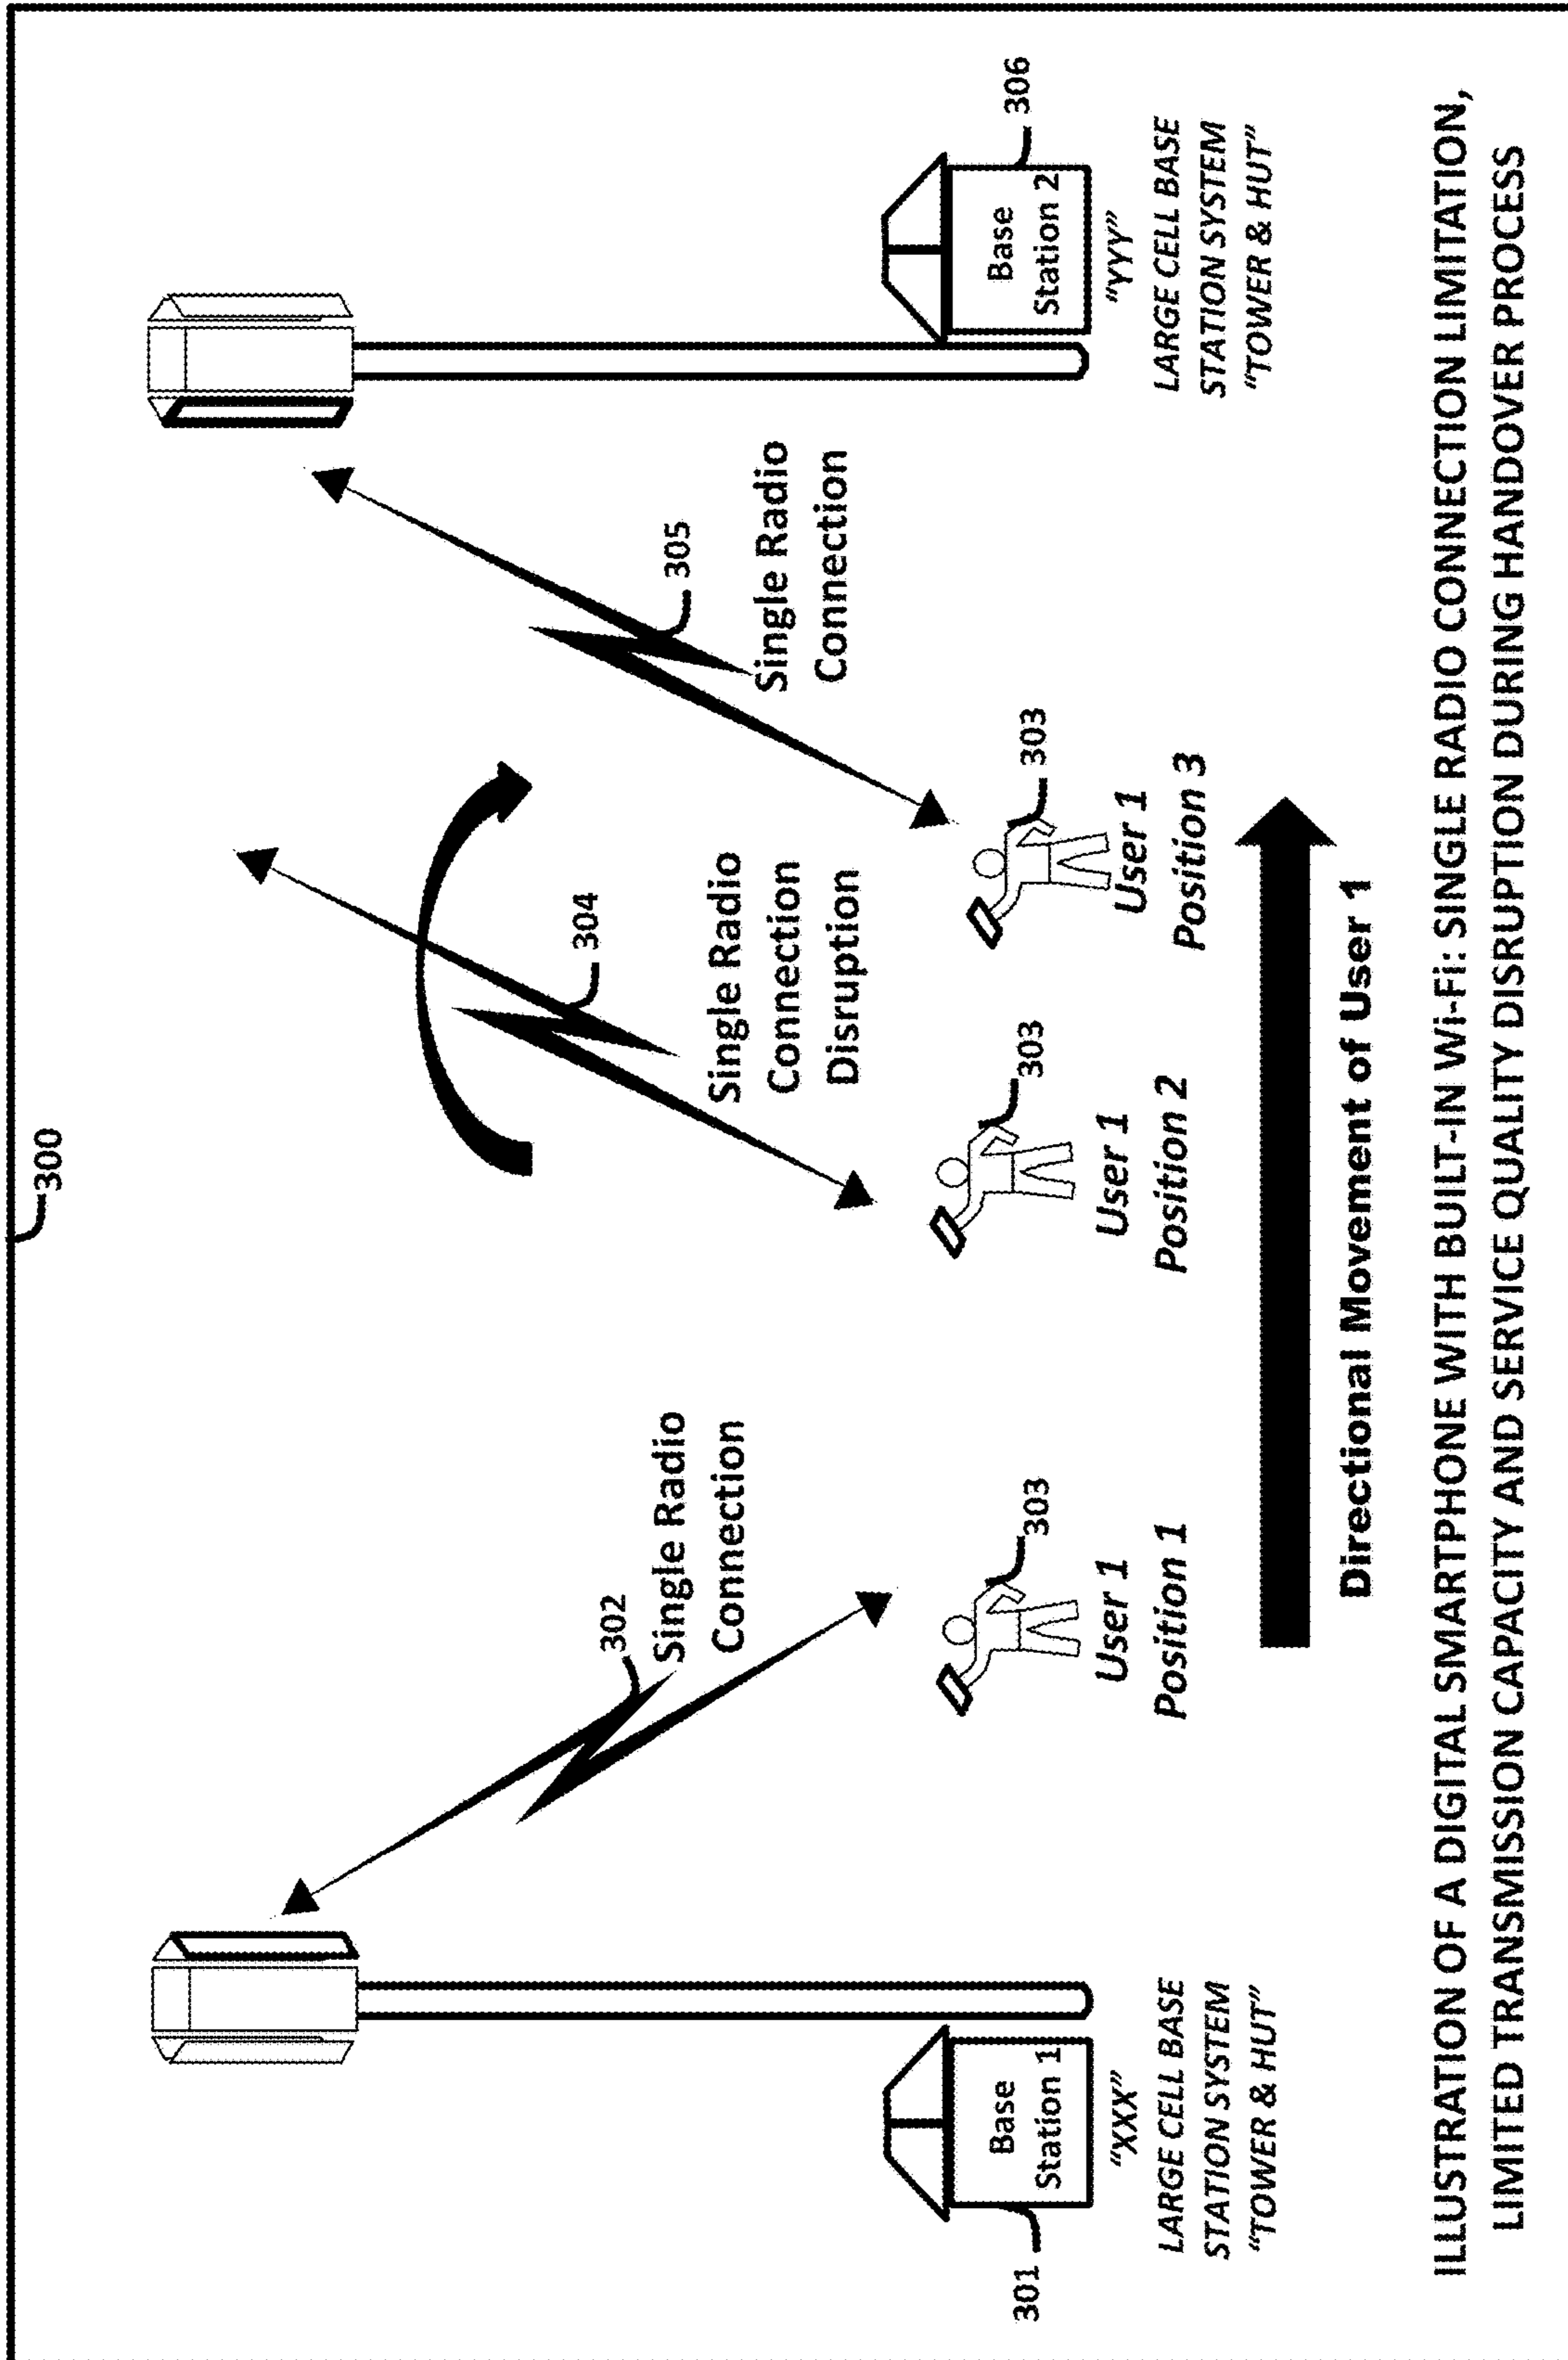 300
302
Single Radio
Connection
304
Single Radio
Connection
Disruption
305
Single Radio
Connection
301
Base
Station 1
"XXX"
LARGE CELL BASE
STATION SYSTEM
"TOWER & HUT"
303
User 1
Position 1
303
User 1
Position 2
303
User 1
Position 3
306
Base
Station 2
"YYY"
LARGE CELL BASE
STATION SYSTEM
"TOWER & HUT"
Directional Movement of User 1
ILLUSTRATION OF A DIGITAL SMARTPHONE WITH BUILT-IN Wi-Fi: SINGLE RADIO CONNECTION LIMITATION,
LIMITED TRANSMISSION CAPACITY AND SERVICE QUALITY DISRUPTION DURING HANDOVER PROCESS